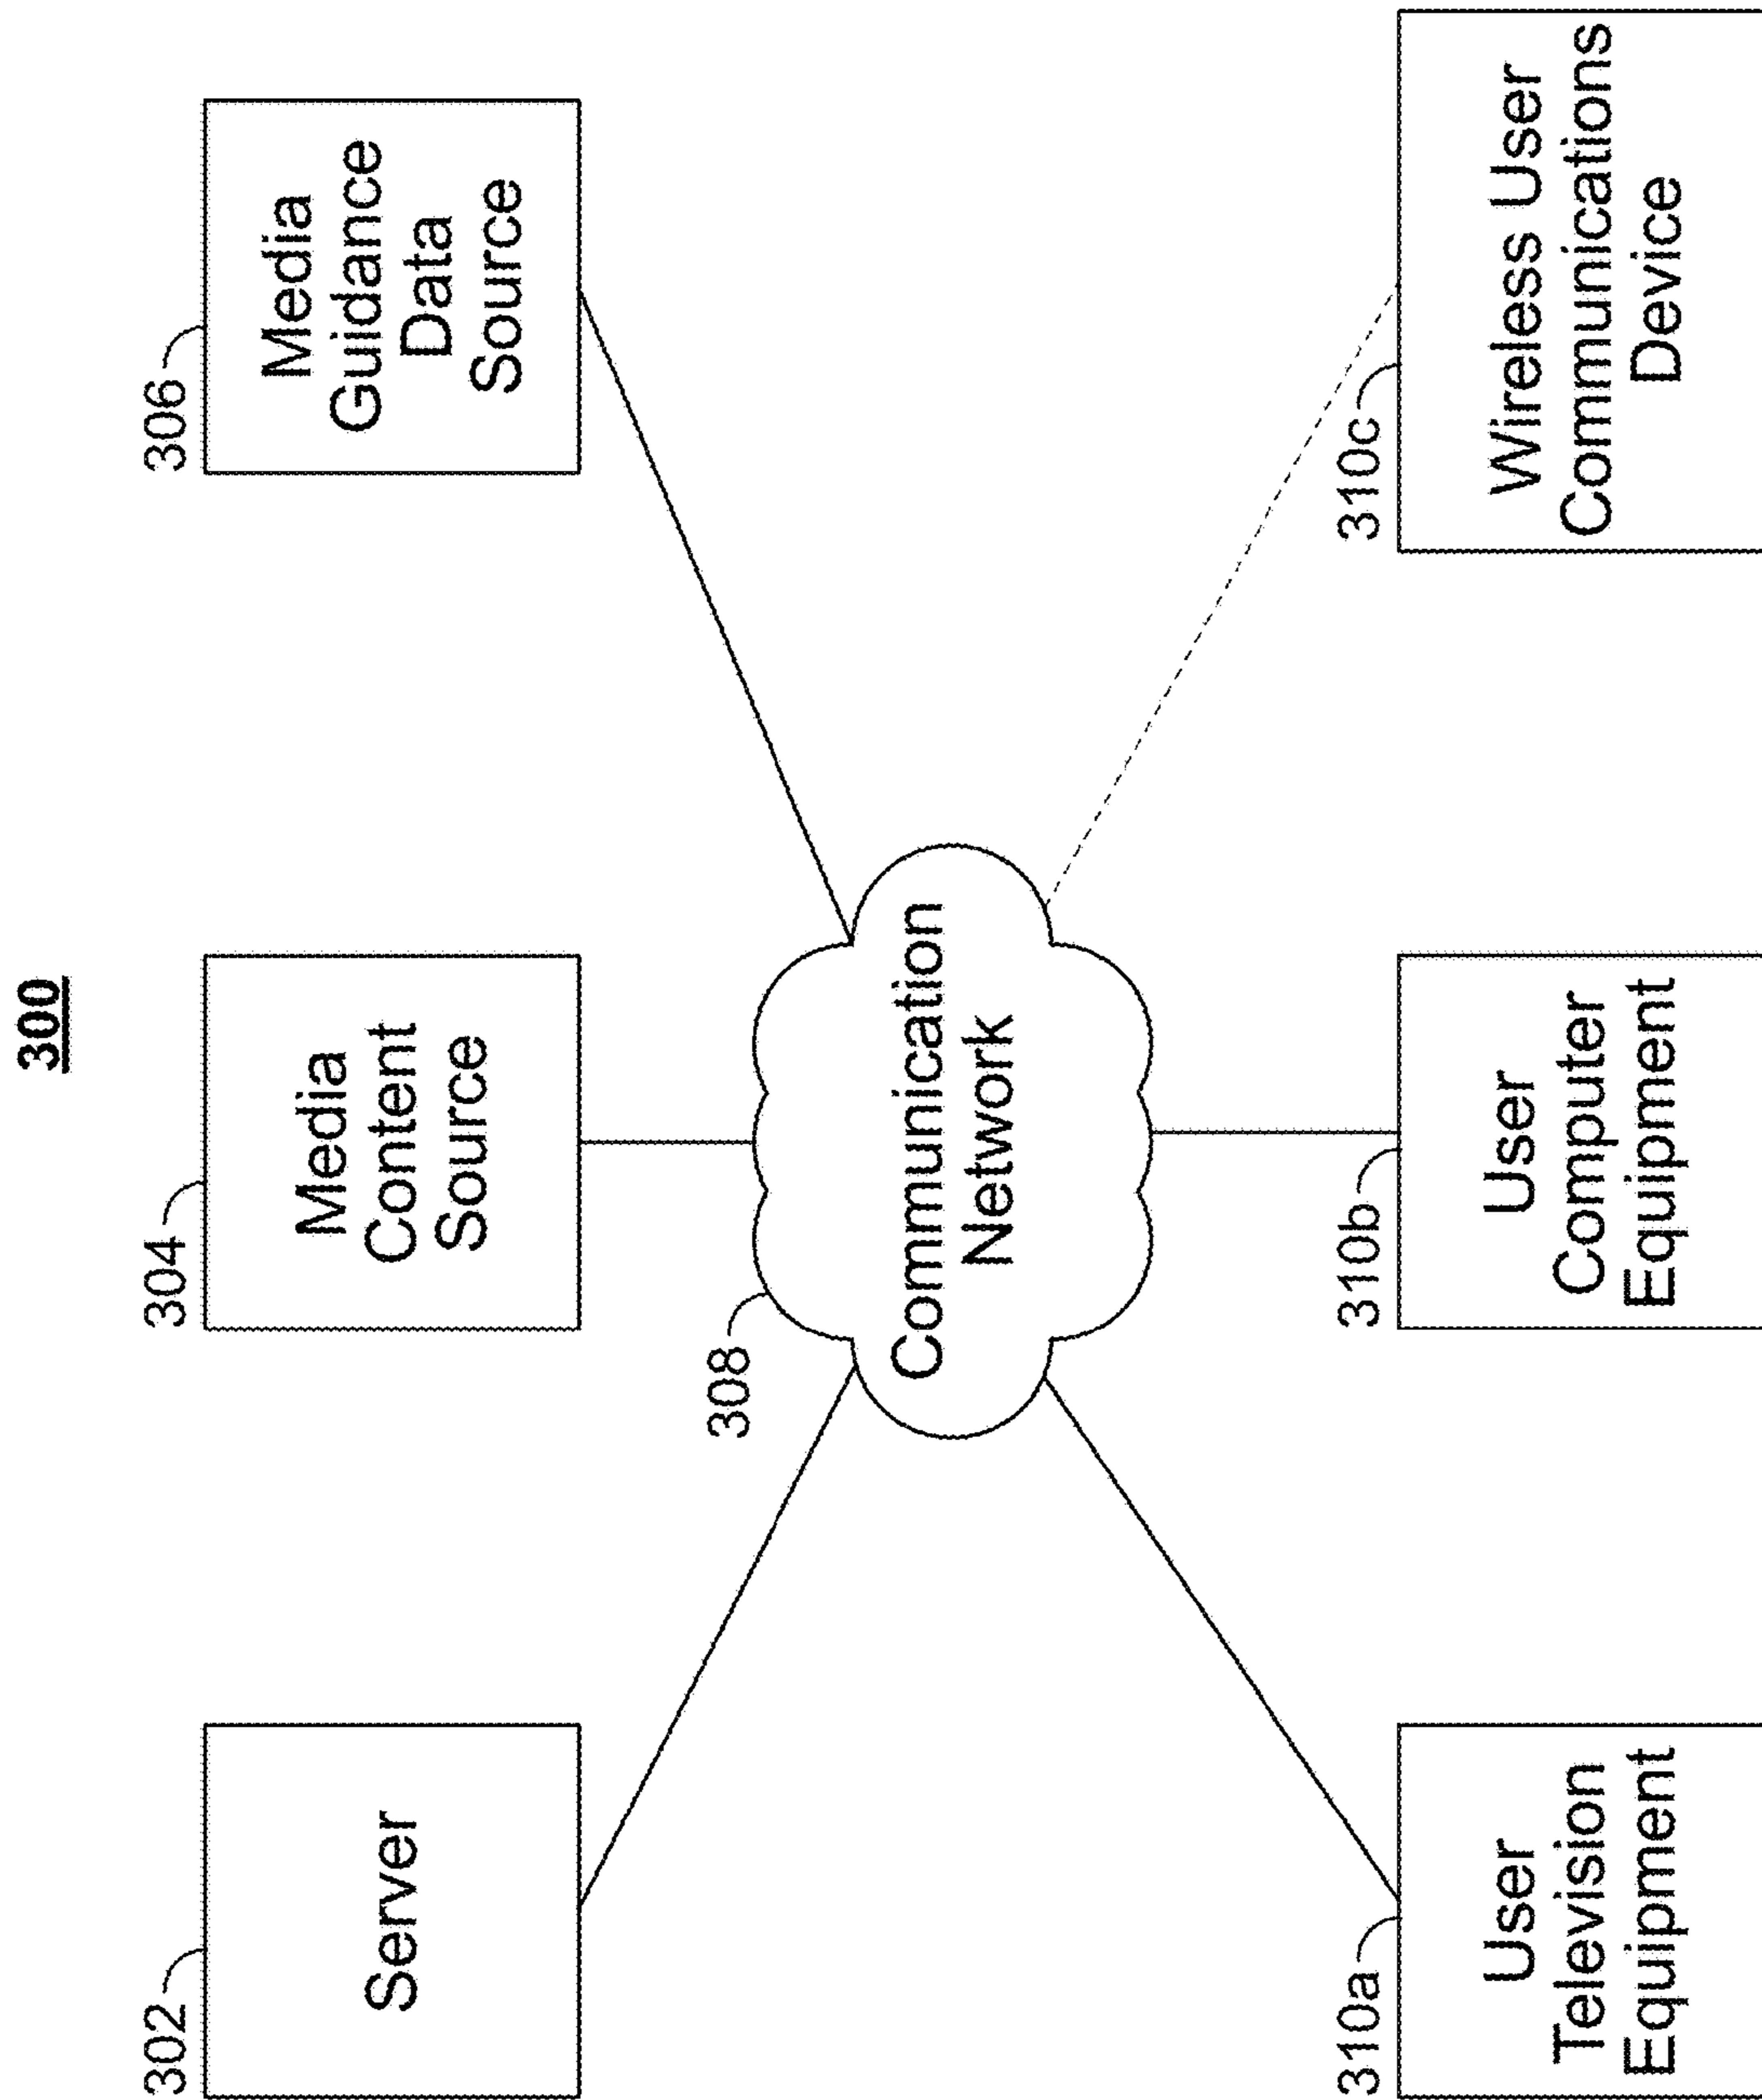 300
302
Server
304
Media
Content
Source
306
Media
Guidance
Data
Source
308
Communication
Network
310a
User
Television
Equipment
310b
User
Computer
Equipment
310c
Wireless User
Communications
Device